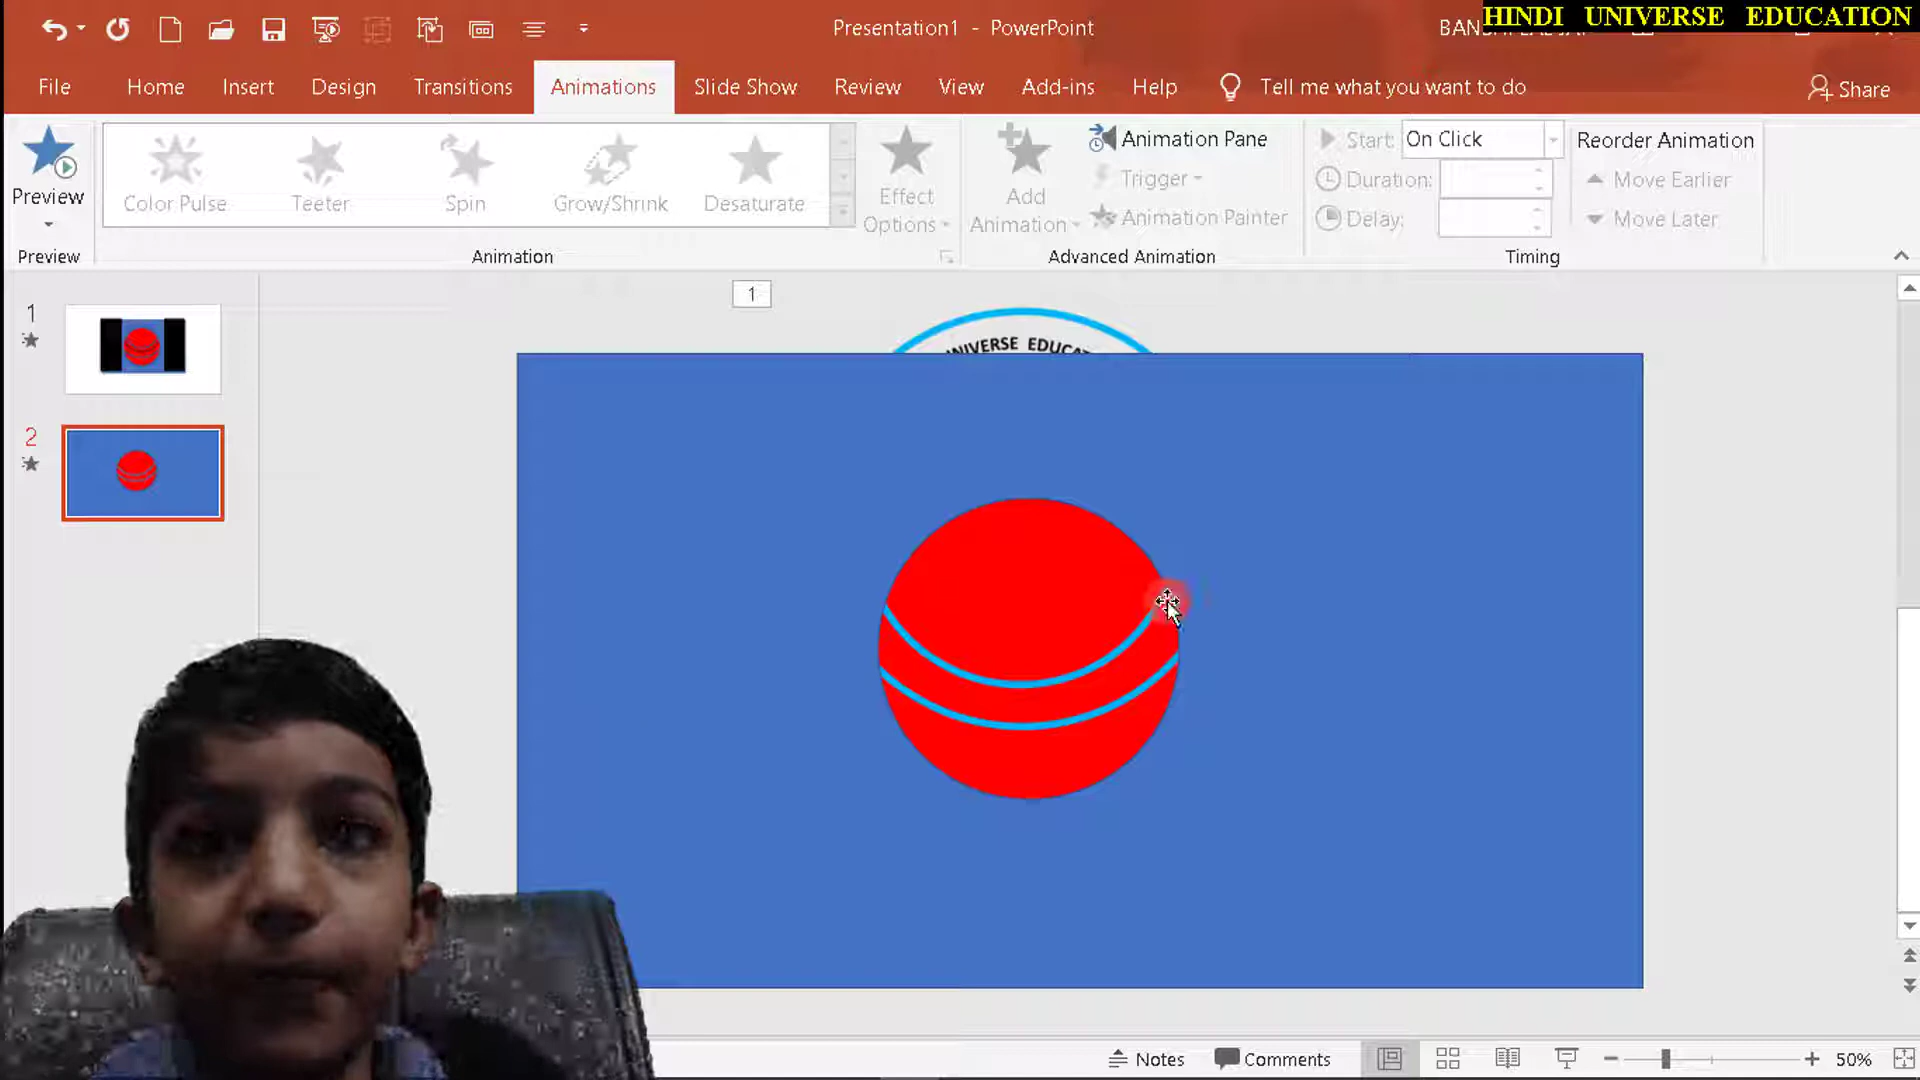 Presentation1 - PowerPoint
HINDI UNIVERSE EDUCATION
File Home Insert Design Transitions Animations Slide Show Review View Add-ins Help Tell me what you want to do Share
Preview
Color Pulse Teeter Spin Grow/Shrink Desaturate
Effect Options
Add Animation
Animation Pane
Trigger
Animation Painter
Start: On Click
Duration:
Delay:
Reorder Animation
Move Earlier
Move Later
Preview Animation Advanced Animation Timing
1
1
2
UNIVERSE
Notes Comments 50%